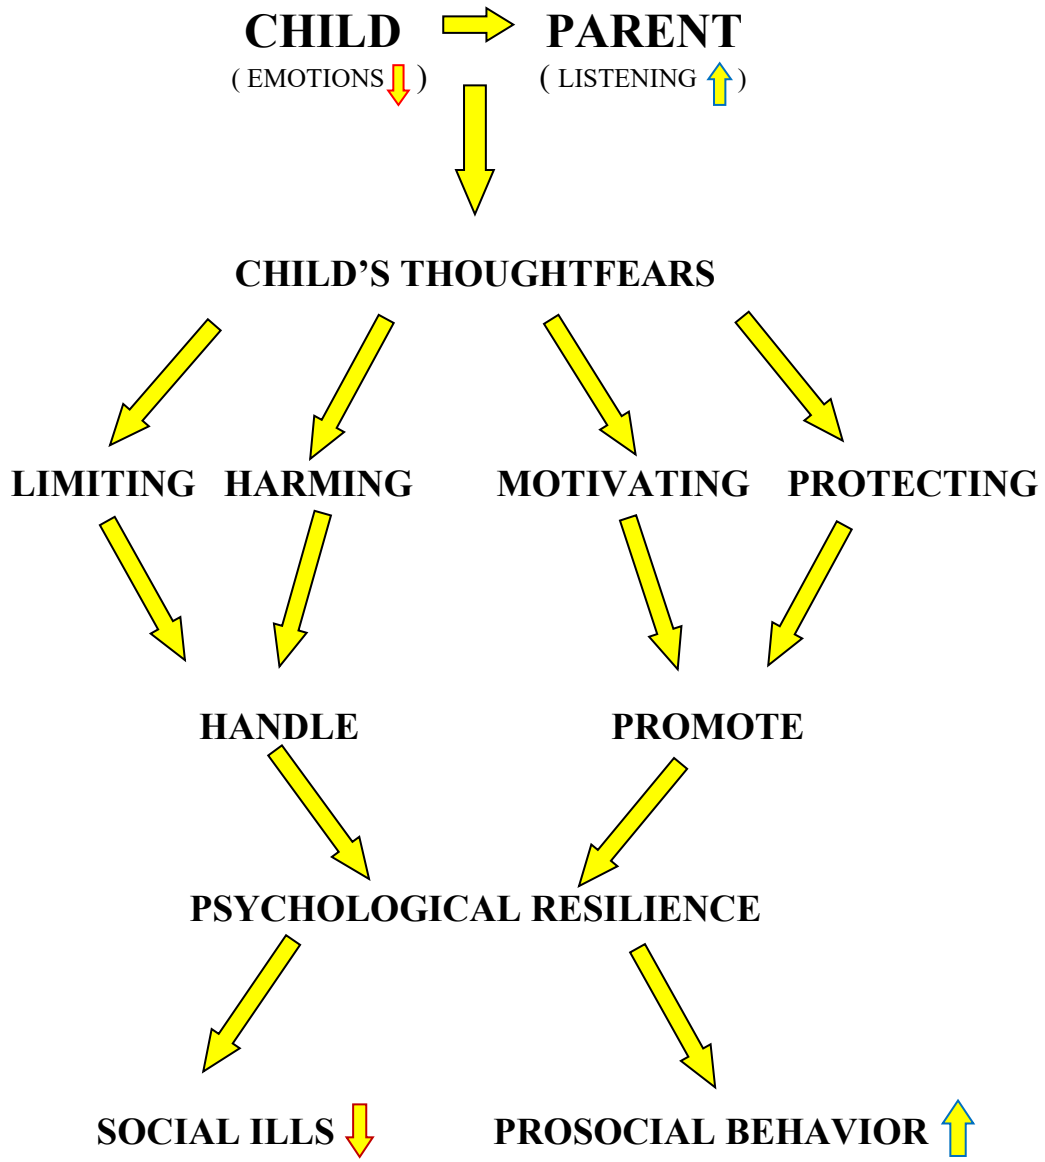 CHILD PARENT
( EMOTIONS ) ( LISTENING )
CHILD’S THOUGHTFEARS
LIMITING HARMING MOTIVATING PROTECTING
HANDLE PROMOTE
PSYCHOLOGICAL RESILIENCE
SOCIAL ILLS PROSOCIAL BEHAVIOR